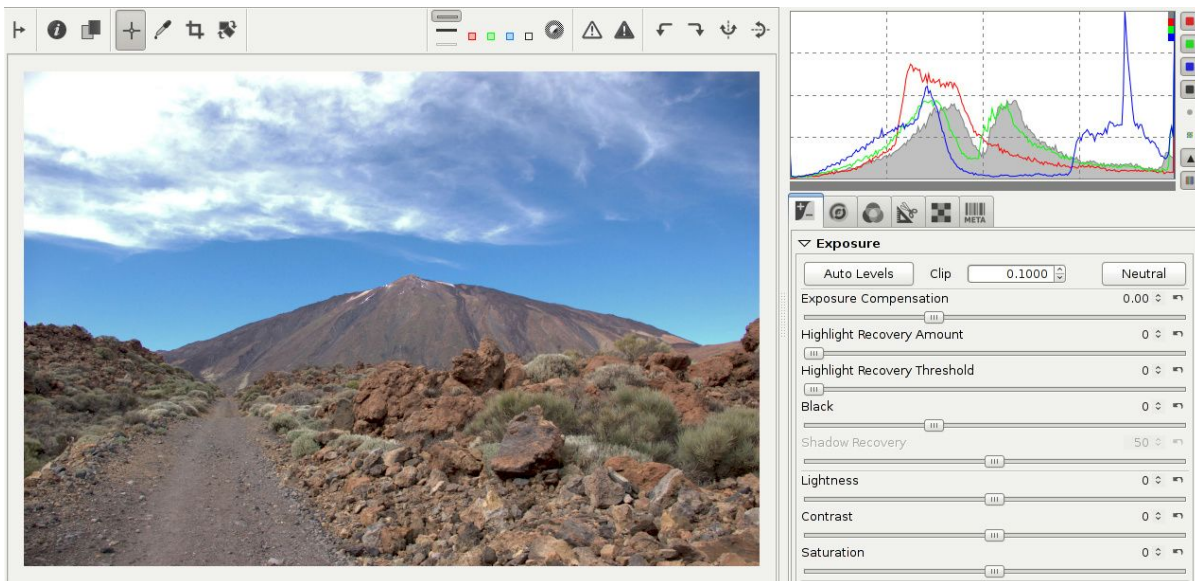 META
Exposure
Auto Levels Clip 0.1000 Neutral
Exposure Compensation 0.00
Highlight Recovery Amount 0
Highlight Recovery Threshold 0
Black 0
Shadow Recovery 50
Lightness 0
Contrast 0
Saturation 0